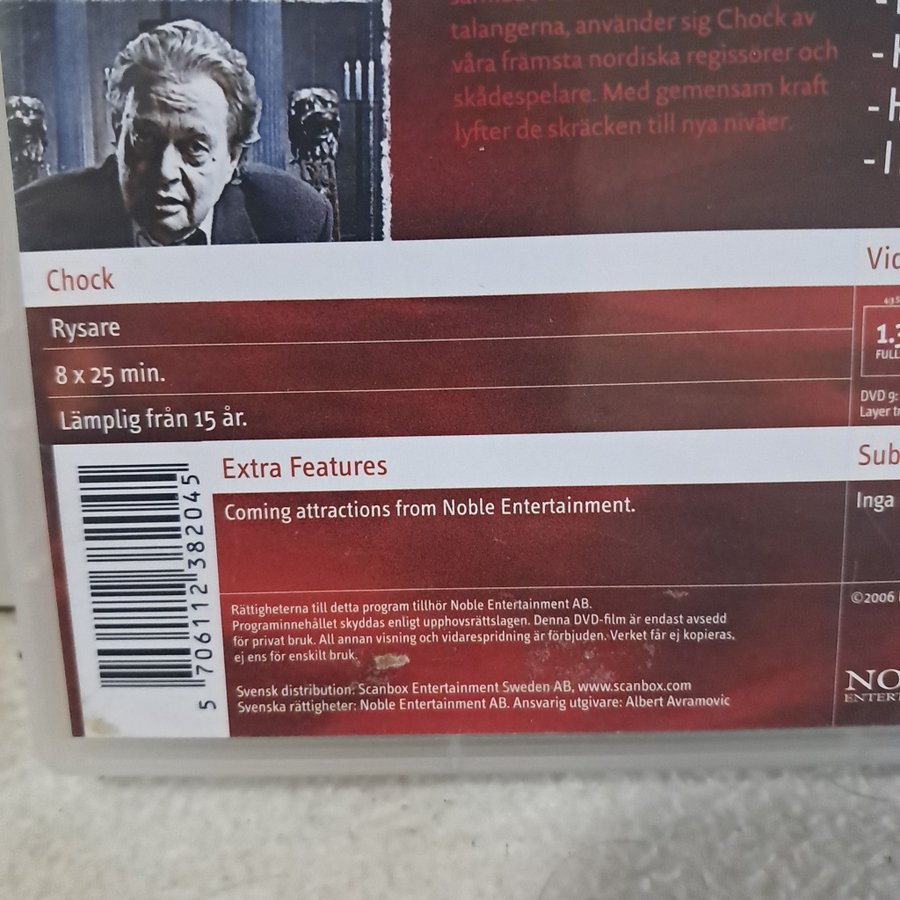 talangerna, använder sig Chock av
våra främsta nordiska regissörer och
skådespelare. Med gemensam kraft
lyfter de skräcken till nya nivåer.
Chock
Rysare
8 x 25 min.
Lämplig från 15 år.
DVD 9:
Layer
FULL
Extra Features
Coming attractions from Noble Entertainment.
Inga
©2006
Rättigheterna till detta program tillhör Noble Entertainment AB.
Programinnehållet skyddas enligt upphovsrättslagen. Denna DVD-film är endast avsedd
för privat bruk. All annan visning och vidarespridning är förbjuden. Verket får ej kopieras,
ej ens för enskilt bruk.
Svensk distribution: Scanbox Entertainment Sweden AB, www.scanbox.com
Svenska rättigheter: Noble Entertainment AB. Ansvarig utgivare: Albert Avramovic
5 706112 382045